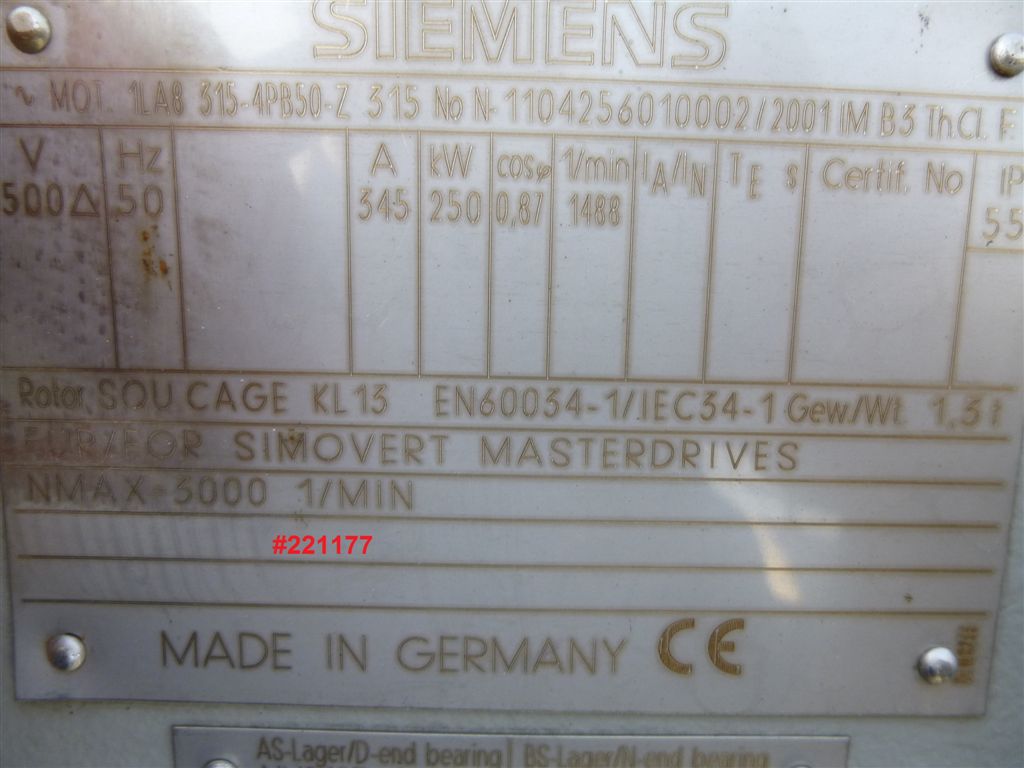 SIEMENS
~ MOT. 1LA8 315-4PB50-Z 315 No N-1104256010002/2001 IM B3 Th.Cl. F
V Hz A kW cosφ 1/min IA/IN TE s Certif. No IP
500Δ 50 345 250 0,87 1488 55
Rotor SQU CAGE KL13 EN60034-1/IEC34-1 Gew/Wt. 1,3 t
FUR/FOR SIMOVERT MASTERDRIVES
NMAX=3000 1/MIN
#221177
MADE IN GERMANY CE
AS-Lager/D-end bearing BS-Lager/N-end bearing